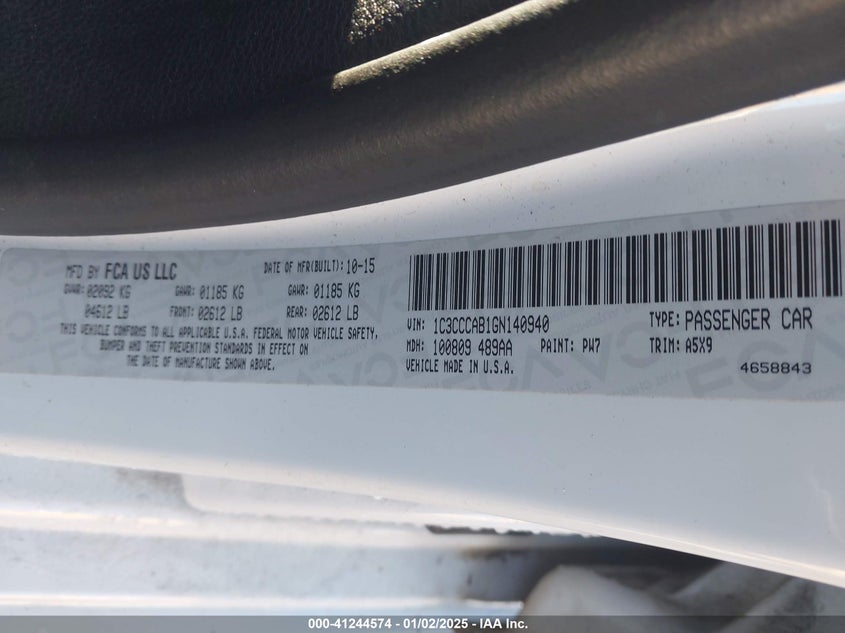 MFD BY FCA US LLC
DATE OF MFR(BUILT): 10-15
GVWR: 02092 KG GAWR: 01185 KG GAWR: 01185 KG
04612 LB FRONT: 02612 LB REAR: 02612 LB
THIS VEHICLE CONFORMS TO ALL APPLICABLE U.S.A. FEDERAL MOTOR VEHICLE SAFETY,
BUMPER AND THEFT PREVENTION STANDARDS IN EFFECT ON
THE DATE OF MANUFACTURE SHOWN ABOVE.
VIN: 1C3CCCAB1GN140940 TYPE: PASSENGER CAR
MDH: 100809 489AA PAINT: PW7 TRIM: A5X9
VEHICLE MADE IN U.S.A. 4658843
000-41244574 - 01/02/2025 - IAA Inc.